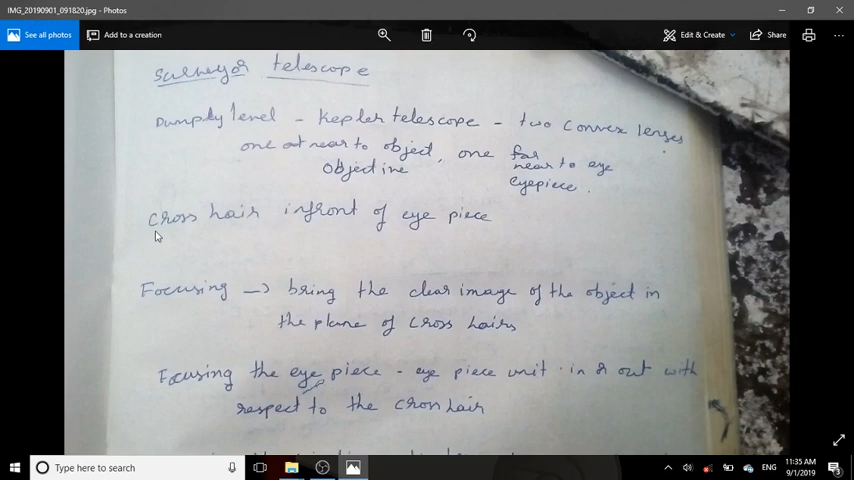 IMG_20190901_091820.jpg - Photos
See all photos
Add to a creation
Edit & Create
Share
Surveyor telescope
Dumply level - Kepler telescope - two convex lenses
one near to object, one far
near to eye
objective
eyepiece.
Cross hair infront of eye piece
Focusing -> bring the clear image of the object in
the plane of cross hairs
Focusing the eye piece - eye piece unit in & out with
respect to the cross hair
Type here to search
ENG
11:35 AM
9/1/2019
3